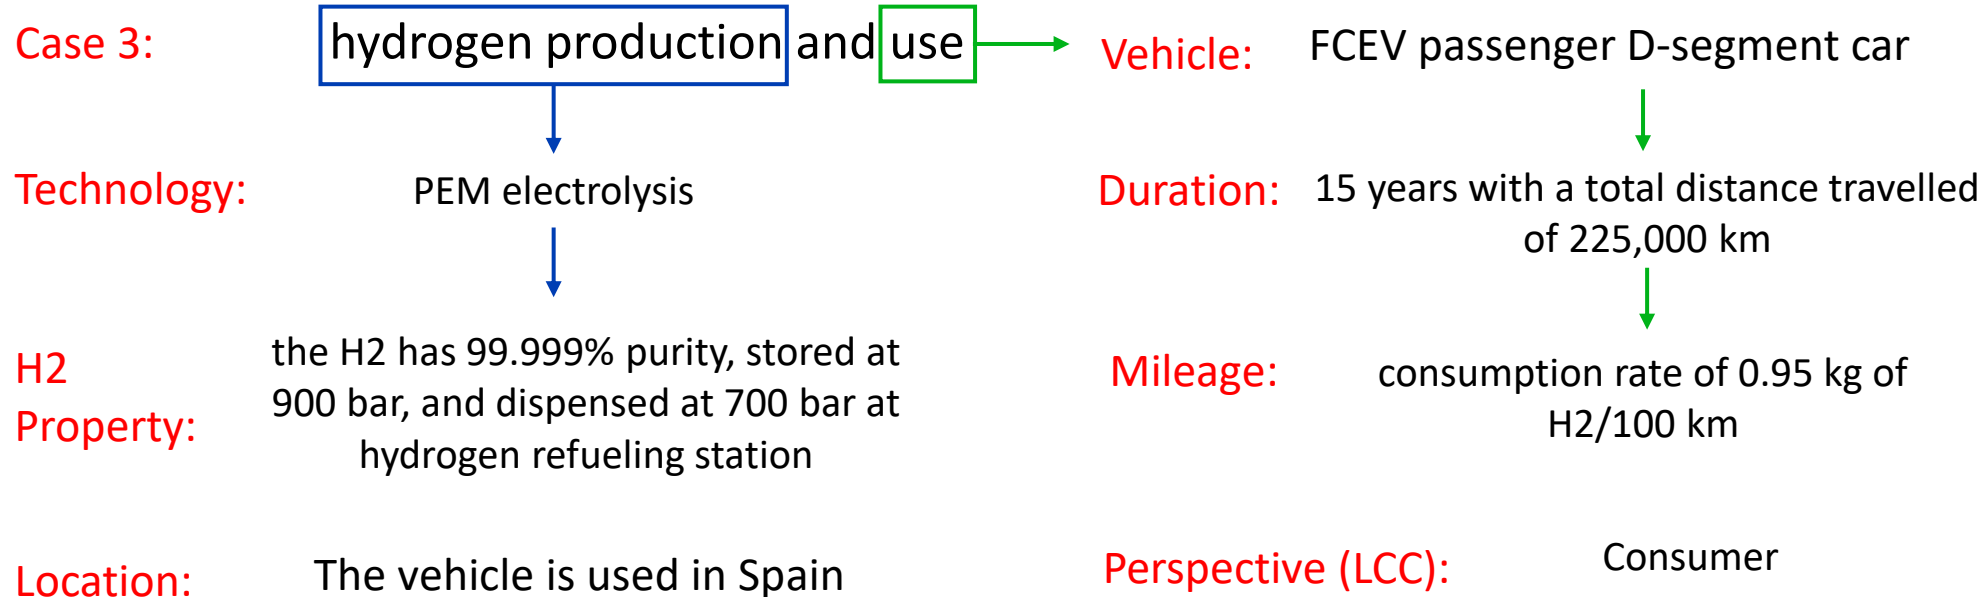 Case 3:
hydrogen production and use
Vehicle:
FCEV passenger D-segment car
Technology:
PEM electrolysis
Duration:
15 years with a total distance travelled
of 225,000 km
H2
Property:
the H2 has 99.999% purity, stored at
900 bar, and dispensed at 700 bar at
hydrogen refueling station
Mileage:
consumption rate of 0.95 kg of
H2/100 km
Location:
The vehicle is used in Spain
Perspective (LCC):
Consumer